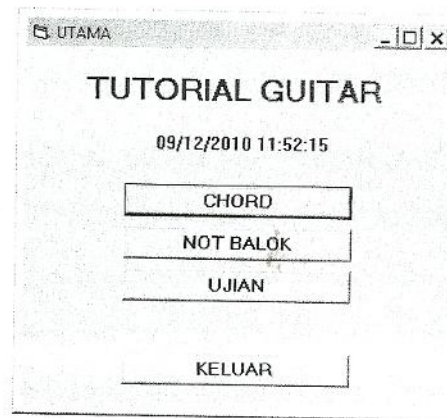 UTAMA
TUTORIAL GUITAR
09/12/2010 11:52:15
CHORD
NOT BALOK
UJIAN
KELUAR